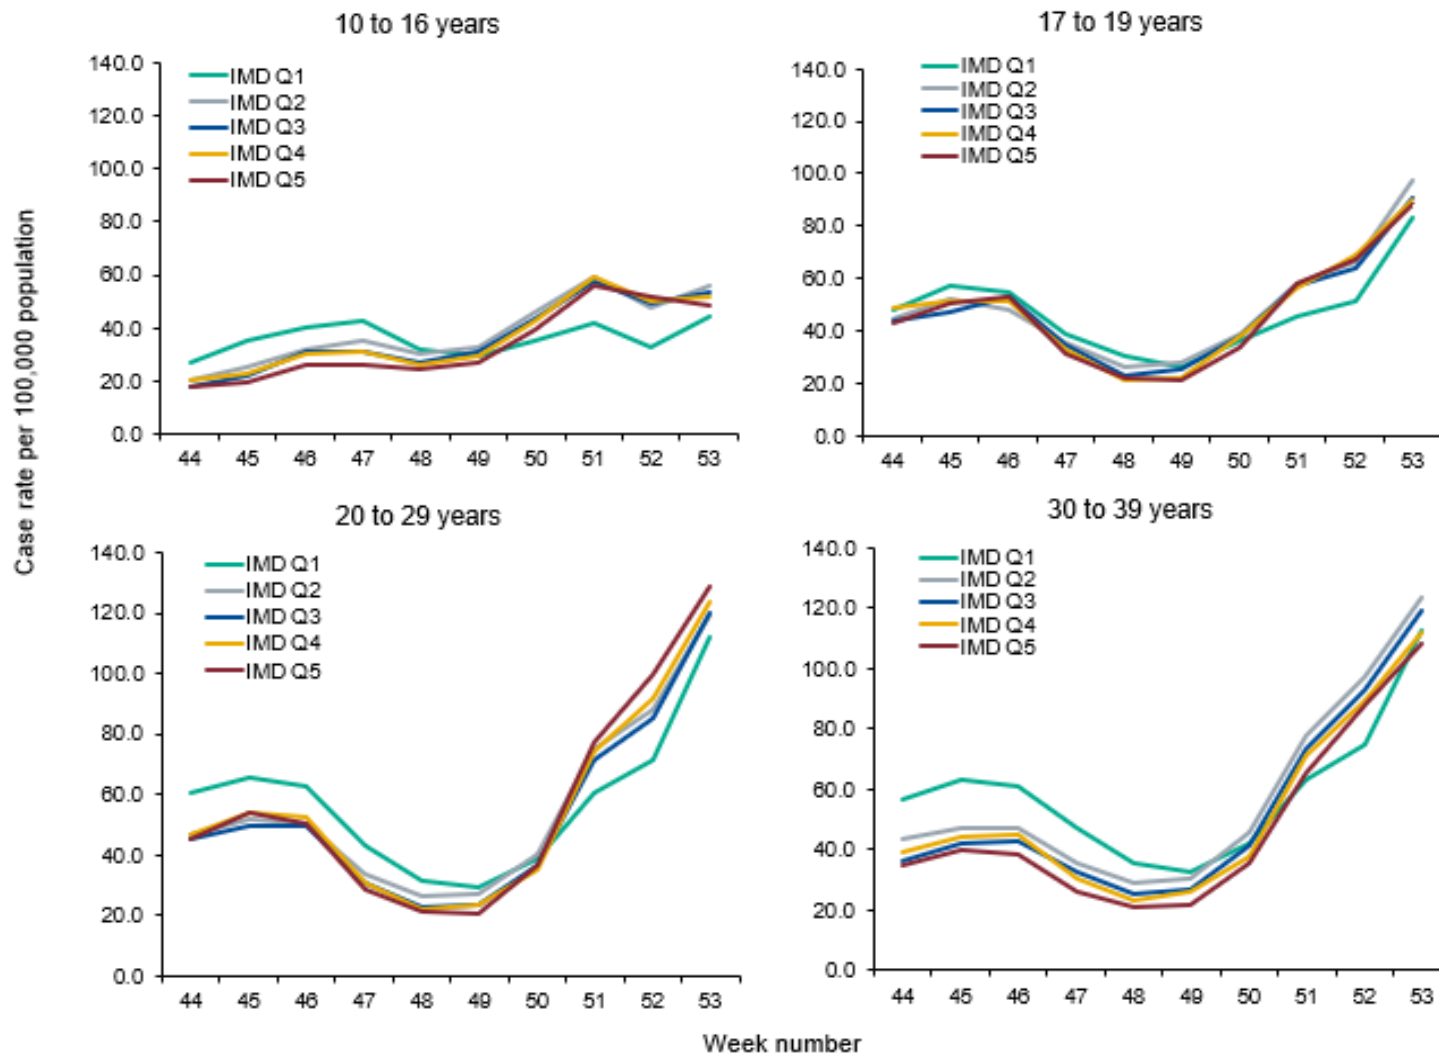 10 to 16 years
140.0
120.0
100.0
80.0
60.0
40.0
20.0
0.0
IMD Q1
IMD Q2
IMD Q3
IMD Q4
IMD Q5
44 45 46 47 48 49 50 51 52 53
17 to 19 years
140.0
120.0
100.0
80.0
60.0
40.0
20.0
0.0
IMD Q1
IMD Q2
IMD Q3
IMD Q4
IMD Q5
44 45 46 47 48 49 50 51 52 53
Case rate per 100,000 population
20 to 29 years
140.0
120.0
100.0
80.0
60.0
40.0
20.0
0.0
IMD Q1
IMD Q2
IMD Q3
IMD Q4
IMD Q5
44 45 46 47 48 49 50 51 52 53
30 to 39 years
140.0
120.0
100.0
80.0
60.0
40.0
20.0
0.0
IMD Q1
IMD Q2
IMD Q3
IMD Q4
IMD Q5
44 45 46 47 48 49 50 51 52 53
Week number